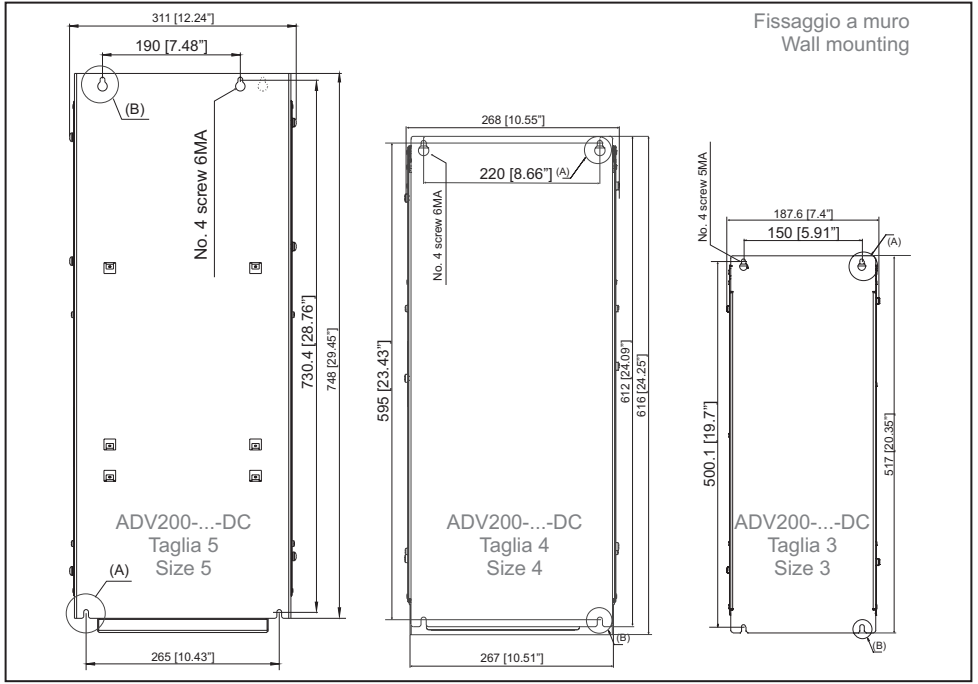 Fissaggio a muro
Wall mounting
311 [12.24”]
190 [7.48”]
(B)
No. 4 screw 6MA
730.4 [28.76”]
748 [29.45”]
ADV200-...-DC
Taglia 5
Size 5
(A)
265 [10.43”]
268 [10.55”]
220 [8.66”] (A)
No. 4 screw 6MA
595 [23.43”]
612 [24.09”]
616 [24.25”]
ADV200-...-DC
Taglia 4
Size 4
(B)
267 [10.51”]
No. 4 screw 5MA
187.6 [7.4”]
150 [5.91”]
(A)
500.1 [19.7”]
517 [20.35”]
ADV200-...-DC
Taglia 3
Size 3
(B)